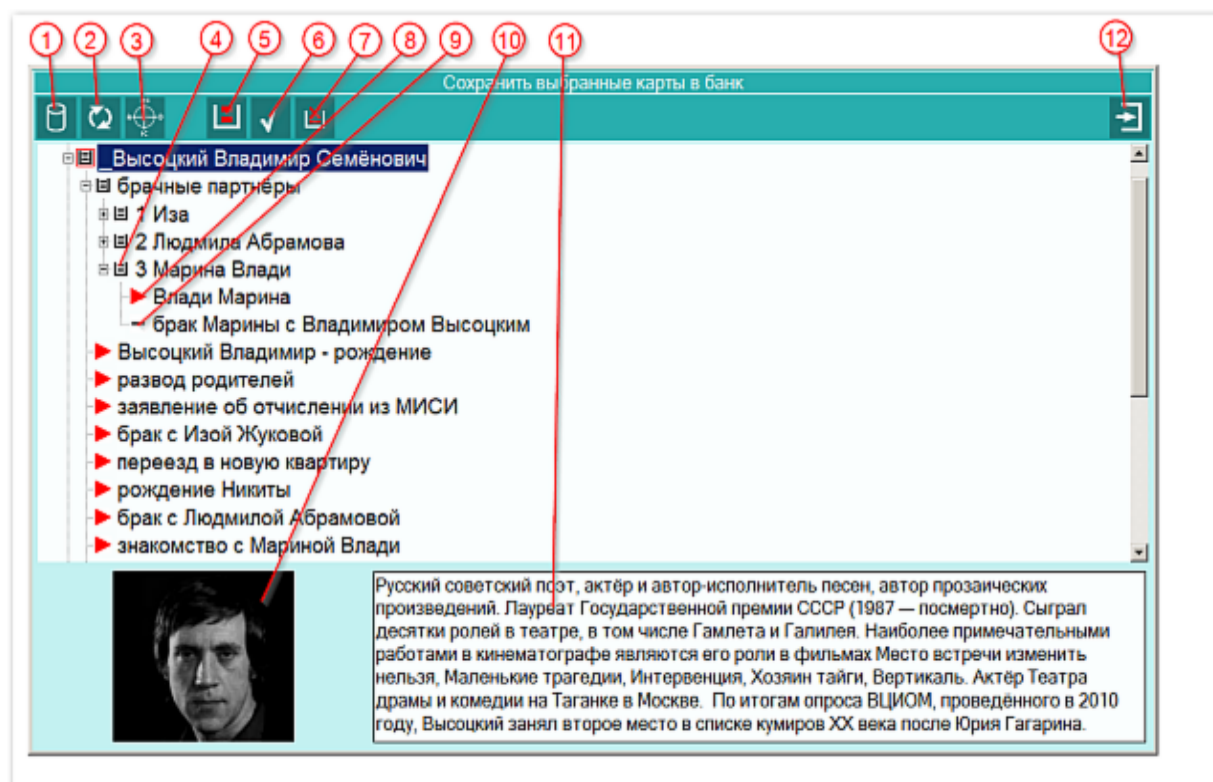 1 2 3 4 5 6 7 8 9 10 11 12
Сохранить выбранные карты в банк
_Высоцкий Владимир Семёнович
брачные партнёры
1 Иза
2 Людмила Абрамова
3 Марина Влади
Влади Марина
брак Марины с Владимиром Высоцким
Высоцкий Владимир - рождение
развод родителей
заявление об отчислении из МИСИ
брак с Изой Жуковой
переезд в новую квартиру
рождение Никиты
брак с Людмилой Абрамовой
знакомство с Мариной Влади
Русский советский поэт, актёр и автор-исполнитель песен, автор прозаических
произведений. Лауреат Государственной премии СССР (1987 — посмертно). Сыграл
десятки ролей в театре, в том числе Гамлета и Галилея. Наиболее примечательными
работами в кинематографе являются его роли в фильмах Место встречи изменить
нельзя, Маленькие трагедии, Интервенция, Хозяин тайги, Вертикаль. Актёр Театра
драмы и комедии на Таганке в Москве. По итогам опроса ВЦИОМ, проведённого в 2010
году, Высоцкий занял второе место в списке кумиров XX века после Юрия Гагарина.